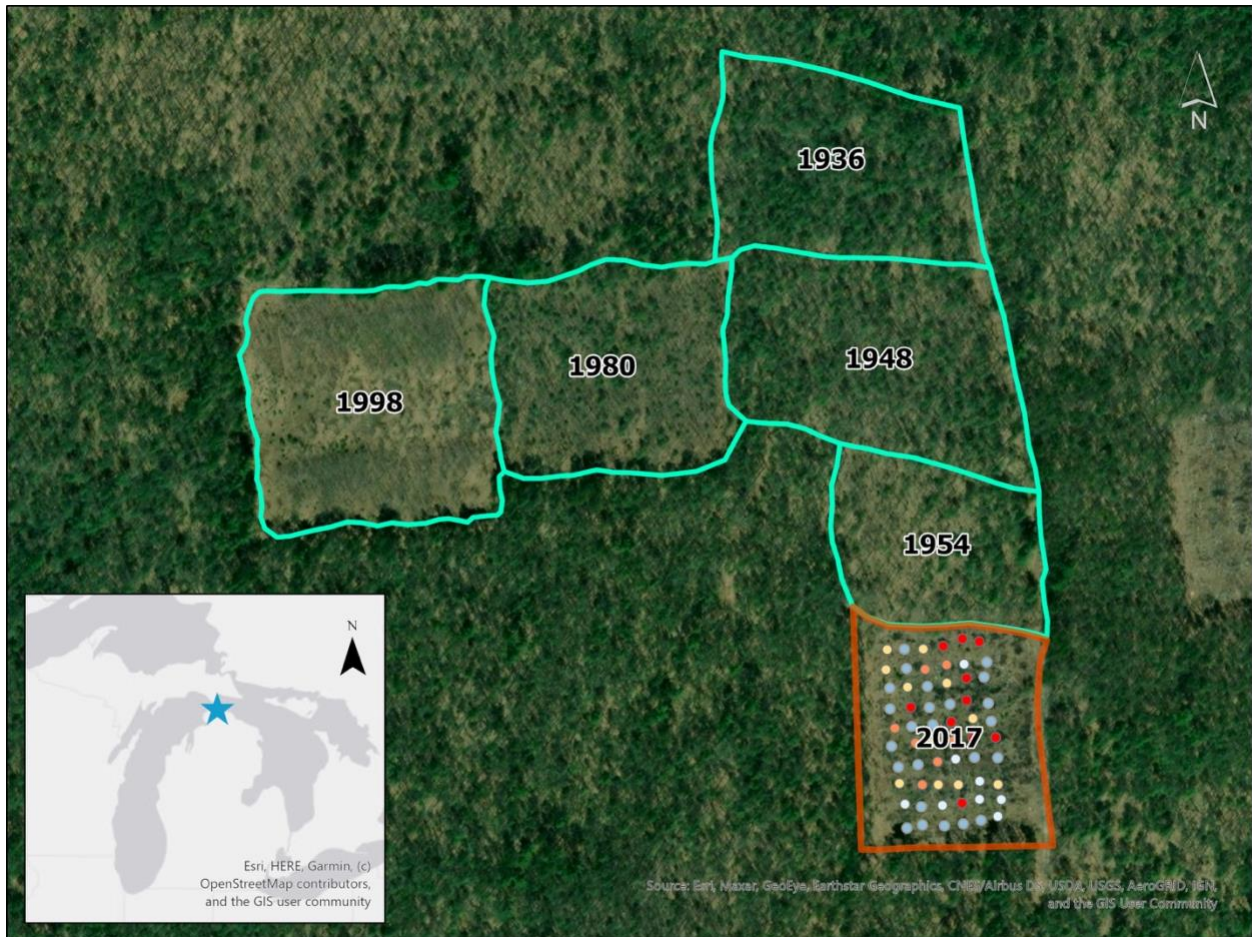 N
1936
1980
1948
1998
1954
2017
N
Esri, HERE, Garmin, (c)
OpenStreetMap contributors,
and the GIS user community
Source: Esri, Maxar, GeoEye, Earthstar Geographics, CNES/Airbus DS, USDA, USGS, AeroGRID, IGN,
and the GIS User Community